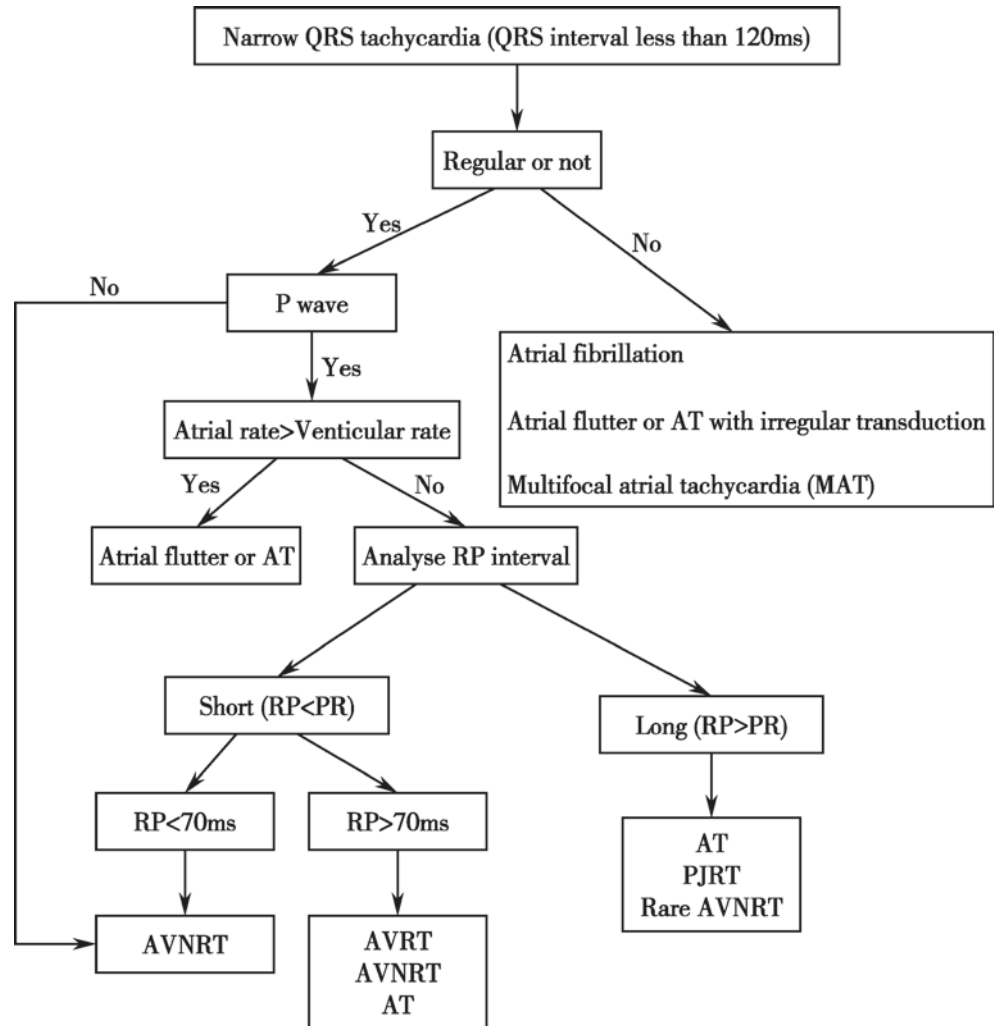 Narrow QRS tachycardia (QRS interval less than 120ms)
Regular or not
Yes
No
No
P wave
Yes
Atrial fibrillation
Atrial flutter or AT with irregular transduction
Multifocal atrial tachycardia (MAT)
Atrial rate>Venticular rate
Yes
No
Atrial flutter or AT
Analyse RP interval
Short (RP<PR)
Long (RP>PR)
RP<70ms
RP>70ms
AT
PJRT
Rare AVNRT
AVNRT
AVRT
AVNRT
AT